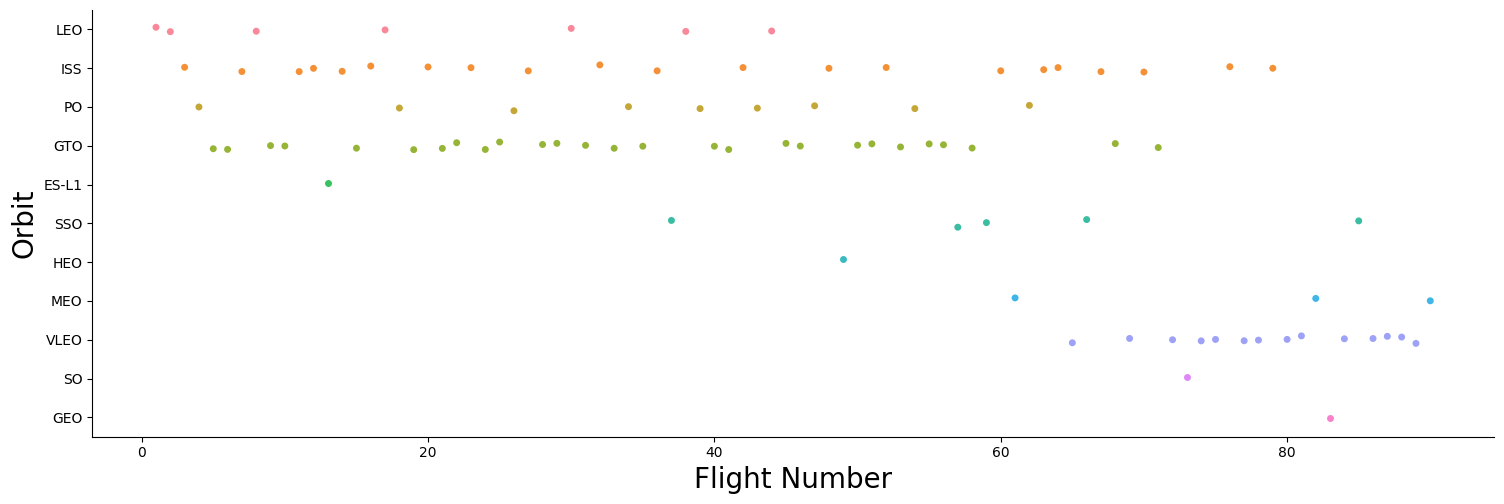 LEO
ISS
PO
GTO
ES-L1
SSO
HEO
MEO
VLEO
SO
GEO
Orbit
0 20 40 60 80
Flight Number